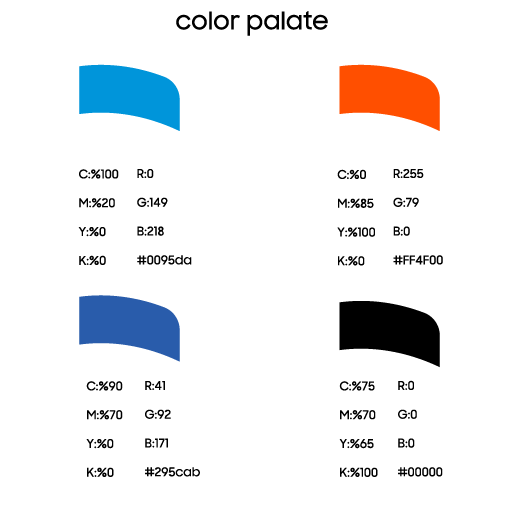 color palate
C:%100 R:0
M:%20 G:149
Y:%0 B:218
K:%0 #0095da
C:%0 R:255
M:%85 G:79
Y:%100 B:0
K:%0 #FF4F00
C:%90 R:41
M:%70 G:92
Y:%0 B:171
K:%0 #295cab
C:%75 R:0
M:%70 G:0
Y:%65 B:0
K:%100 #00000